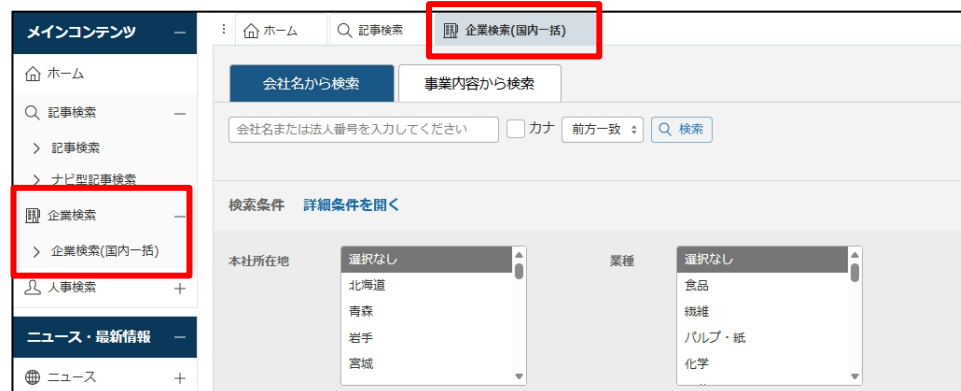 メインコンテンツ
ホーム
記事検索
記事検索
ナビ型記事検索
企業検索
企業検索(国内一括)
人事検索
ニュース・最新情報
ニュース
ホーム 記事検索 企業検索(国内一括)
会社名から検索 事業内容から検索
会社名または法人番号を入力してください カナ 前方一致 検索
検索条件 詳細条件を開く
本社所在地
選択なし
北海道
青森
岩手
宮城
業種
選択なし
食品
繊維
パルプ・紙
化学